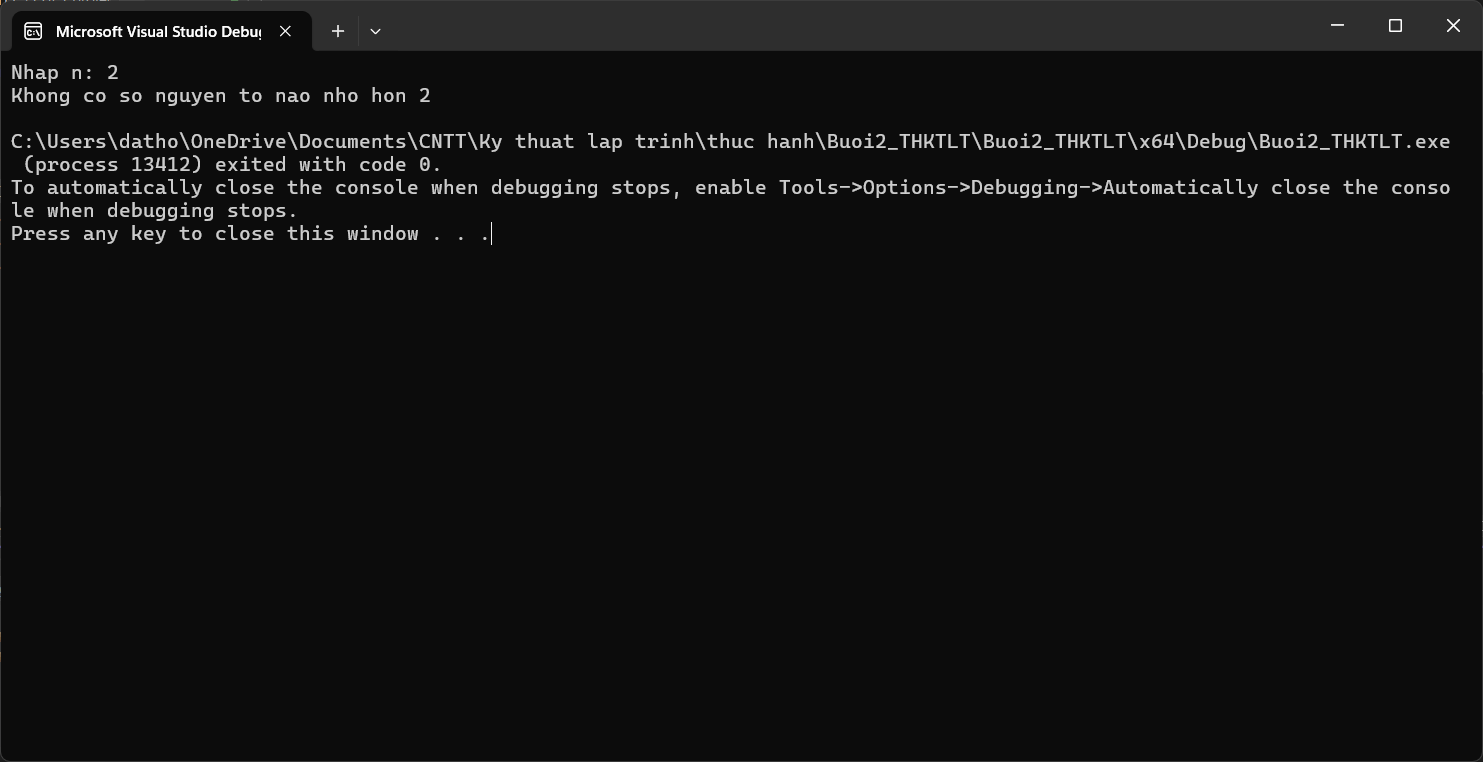 Microsoft Visual Studio Debu
Nhap n: 2
Khong co so nguyen to nao nho hon 2
C:\Users\datho\OneDrive\Documents\CNTT\Ky thuat lap trinh\thuc hanh\Buoi2_THKTLT\Buoi2_THKTLT\x64\Debug\Buoi2_THKTLT.exe
(process 13412) exited with code 0.
To automatically close the console when debugging stops, enable Tools->Options->Debugging->Automatically close the conso
le when debugging stops.
Press any key to close this window . . .